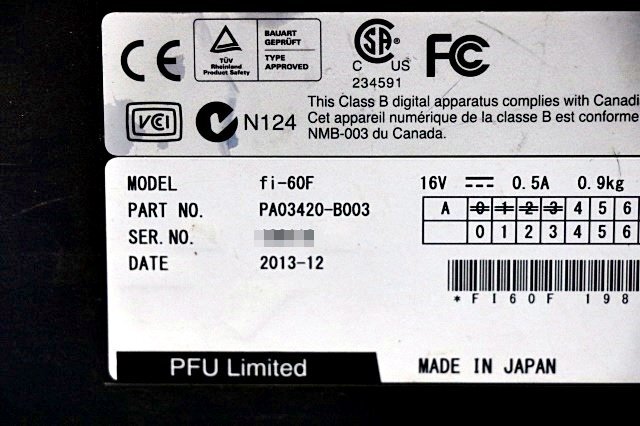 CE
TÜV
Rheinland
Product Safety
BAUART
GEPRÜFT
TYPE
APPROVED
CSA
C US
234591
FC
VCI
N124
This Class B digital apparatus complies with Canadi
Cet appareil numérique de la classe B est conforme
NMB-003 du Canada.
MODEL fi-60F 16V 0.5A 0.9kg
PART NO. PA03420-B003 A 0 1 2 3 4 5 6
SER.NO. 0 1 2 3 4 5 6
DATE 2013-12
*FI60F 198
PFU Limited MADE IN JAPAN